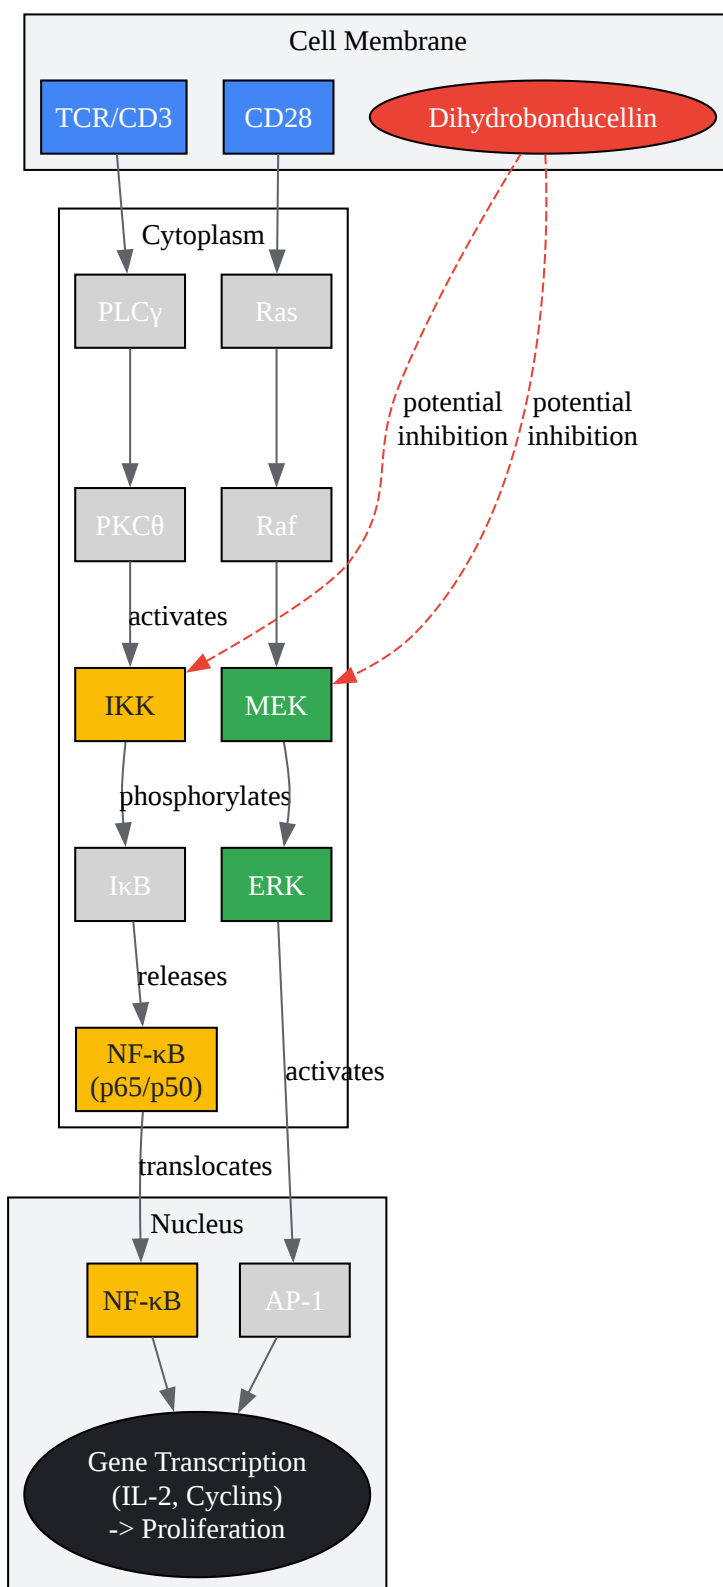 Cell Membrane
TCR/CD3
CD28
Dihydrobonducellin
Cytoplasm
PLCγ
Ras
potential
inhibition
potential
inhibition
PKCθ
Raf
activates
IKK
MEK
phosphorylates
IκB
ERK
releases
NF-κB
(p65/p50)
activates
translocates
Nucleus
NF-κB
AP-1
Gene Transcription
(IL-2, Cyclins)
-> Proliferation